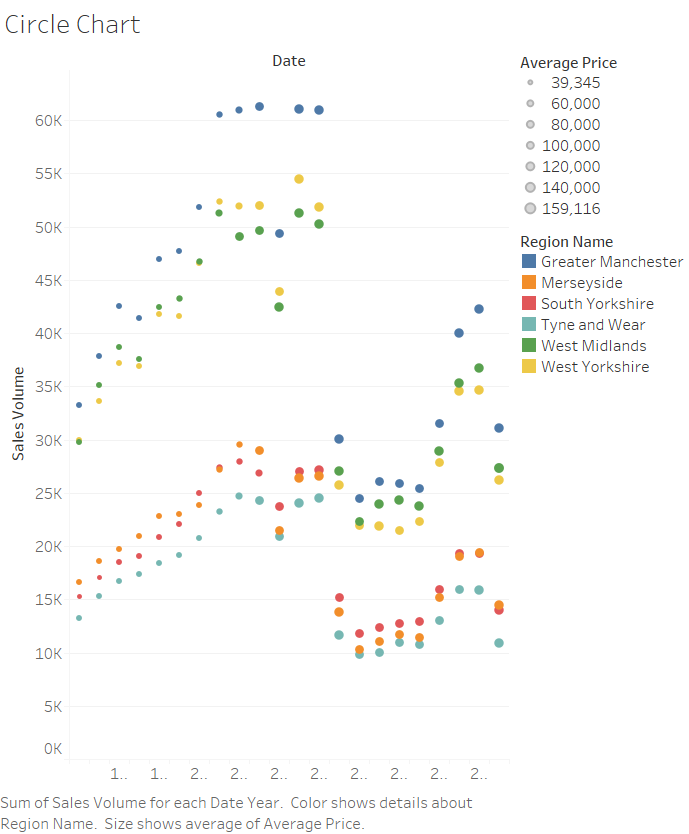 Circle Chart
Date
Sales Volume
60K
55K
50K
45K
40K
35K
30K
25K
20K
15K
10K
5K
0K
1.. 1.. 2.. 2.. 2.. 2.. 2.. 2.. 2.. 2..
Average Price
39,345
60,000
80,000
100,000
120,000
140,000
159,116
Region Name
Greater Manchester
Merseyside
South Yorkshire
Tyne and Wear
West Midlands
West Yorkshire
Sum of Sales Volume for each Date Year. Color shows details about
Region Name. Size shows average of Average Price.